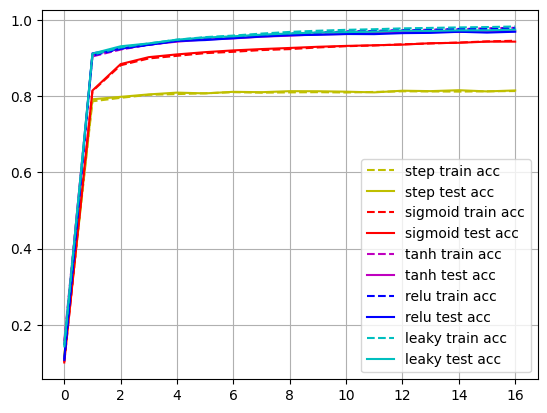 1.0
0.8
0.6
0.4
0.2
step train acc
step test acc
sigmoid train acc
sigmoid test acc
tanh train acc
tanh test acc
relu train acc
relu test acc
leaky train acc
leaky test acc
0 2 4 6 8 10 12 14 16